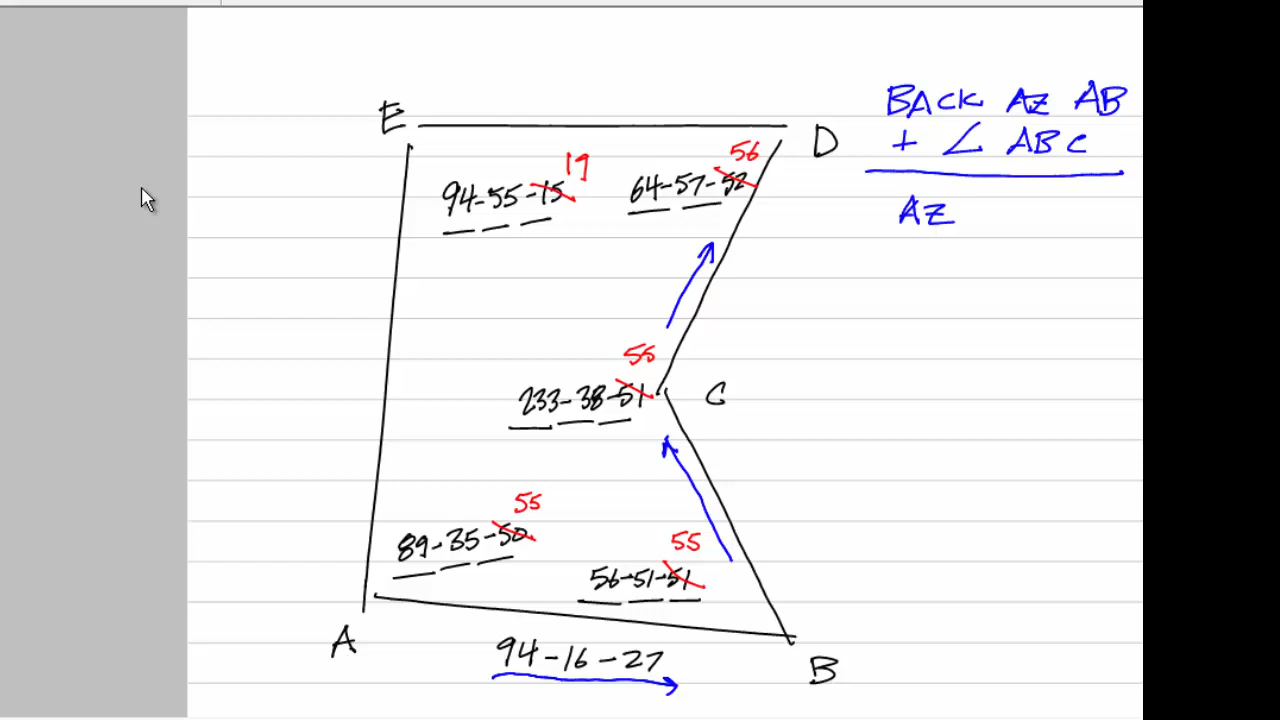 BACK AZ AB
+ ∠ ABC
AZ
E
D
19
56
94-55-15
64-57-52
55
233-38-51
C
55
55
89-35-50
56-51-51
A
94-16-27
B